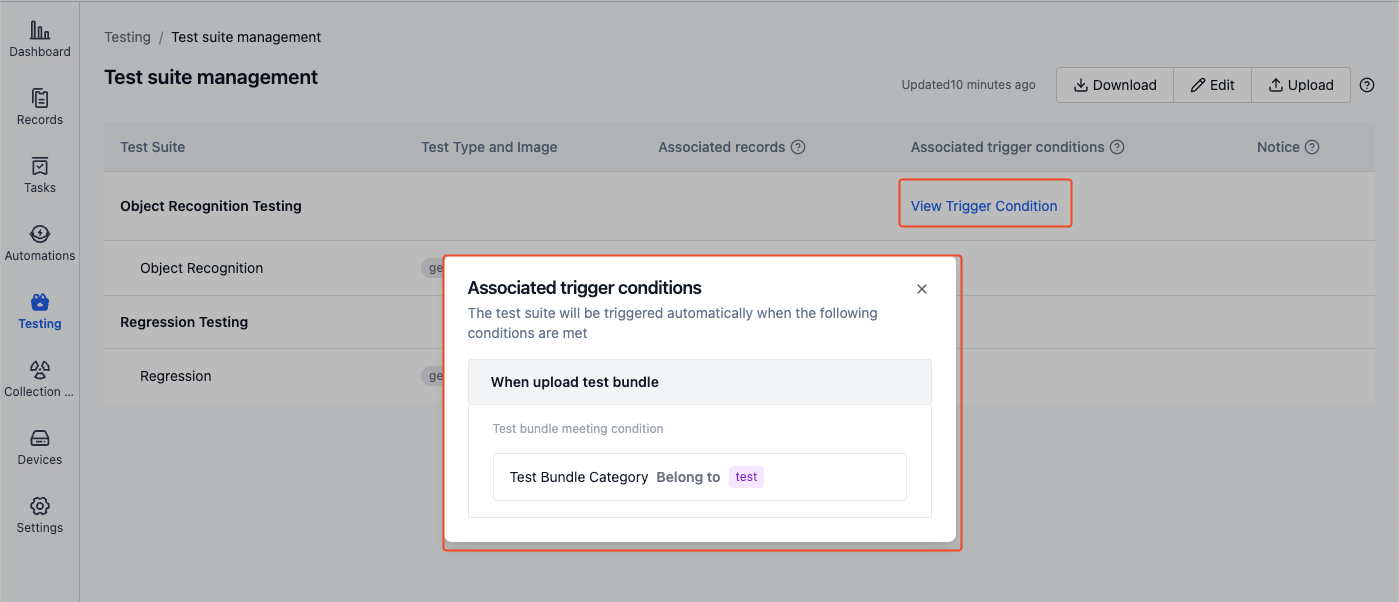 Dashboard
Records
Tasks
Automations
Testing
Collection ...
Devices
Settings
Testing / Test suite management
Test suite management
Updated10 minutes ago
Download
Edit
Upload
Test Suite
Test Type and Image
Associated records
Associated trigger conditions
Notice
Object Recognition Testing
View Trigger Condition
Object Recognition
ge
Regression Testing
Regression
ge
Associated trigger conditions
The test suite will be triggered automatically when the following
conditions are met
When upload test bundle
Test bundle meeting condition
Test Bundle Category Belong to test